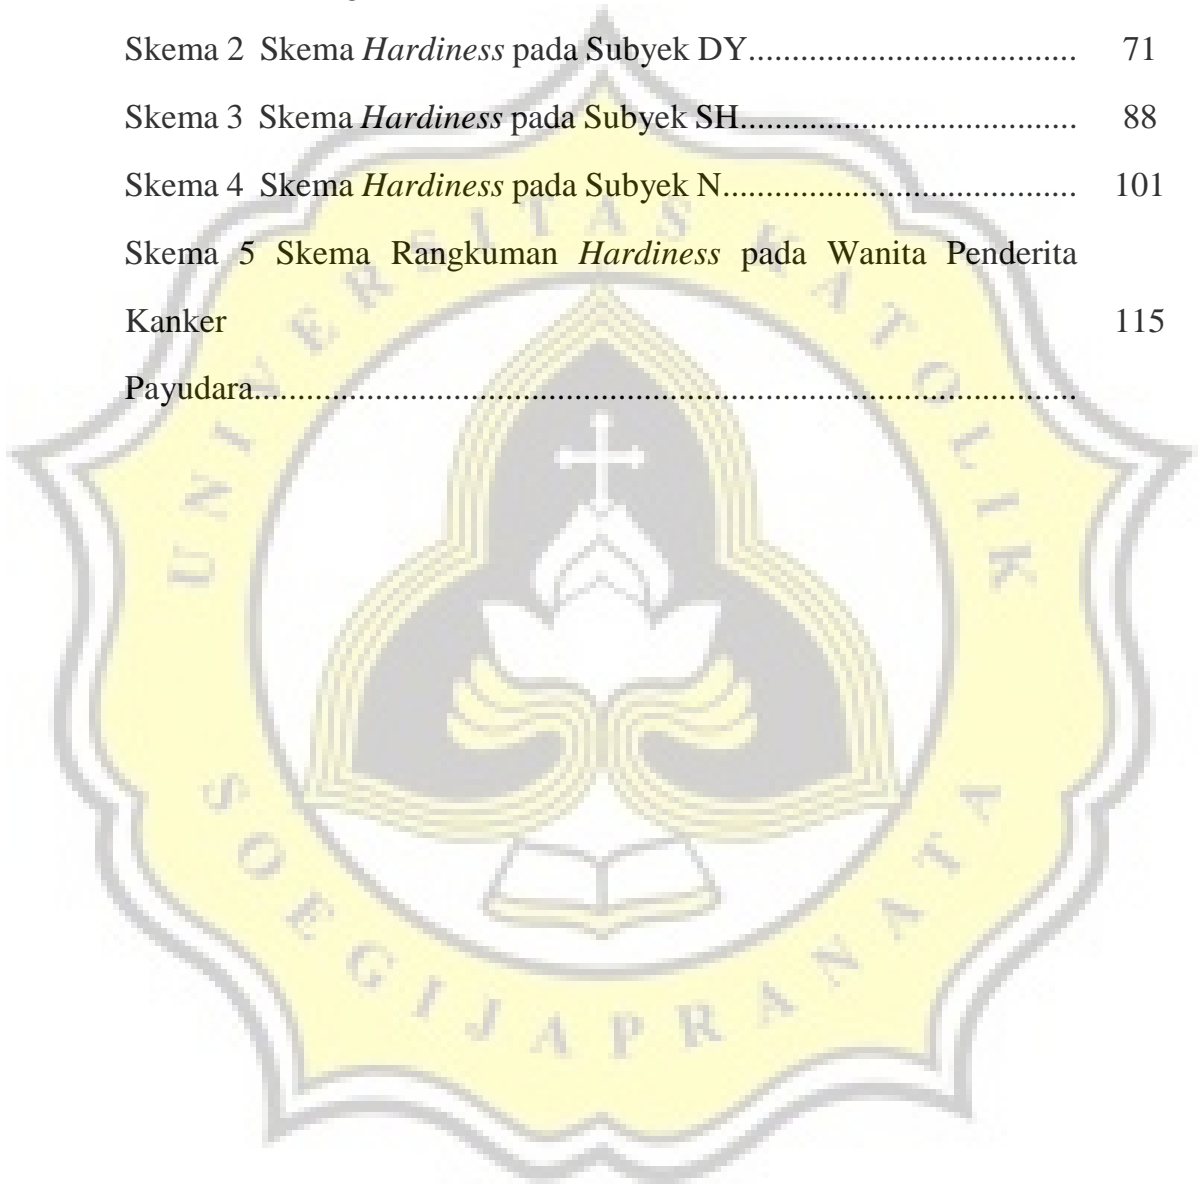 Skema 2 Skema Hardiness pada Subyek DY...................................... 71
Skema 3 Skema Hardiness pada Subyek SH....................................... 88
Skema 4 Skema Hardiness pada Subyek N......................................... 101
Skema 5 Skema Rangkuman Hardiness pada Wanita Penderita
Kanker 115
Payudara...............................................................................................
UNIVERSITAS KATOLIK
SOEGIJAPRANATA